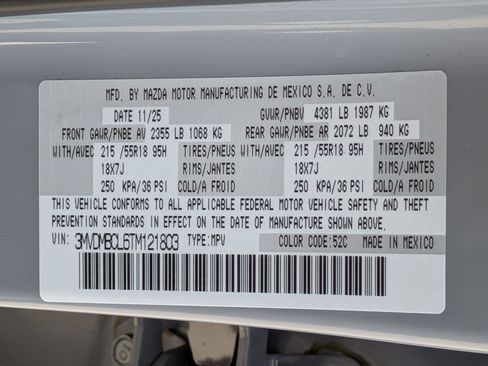 MFD. BY MAZDA MOTOR MANUFACTURING DE MEXICO S.A. DE C.V.
DATE 11/25 GVWR/PNBV 4381 LB 1987 KG
FRONT GAWR/PNBE AV 2355 LB 1068 KG REAR GAWR/PNBE AR 2072 LB 940 KG
WITH/AVEC 215 /55R18 95H TIRES/PNEUS WITH/AVEC 215 /55R18 95H TIRES/PNEUS
18X7J RIMS/JANTES 18X7J RIMS/JANTES
250 KPA/36 PSI COLD/A FROID 250 KPA/36 PSI COLD/A FROID
THIS VEHICLE CONFORMS TO ALL APPLICABLE FEDERAL MOTOR VEHICLE SAFETY AND THEFT
PREVENTION STANDARDS IN EFFECT ON THE DATE OF MANUFACTURE SHOWN ABOVE.
VIN: 3MVDMBCL6TM121803 TYPE:MPV COLOR CODE:52C MADE IN MEXICO